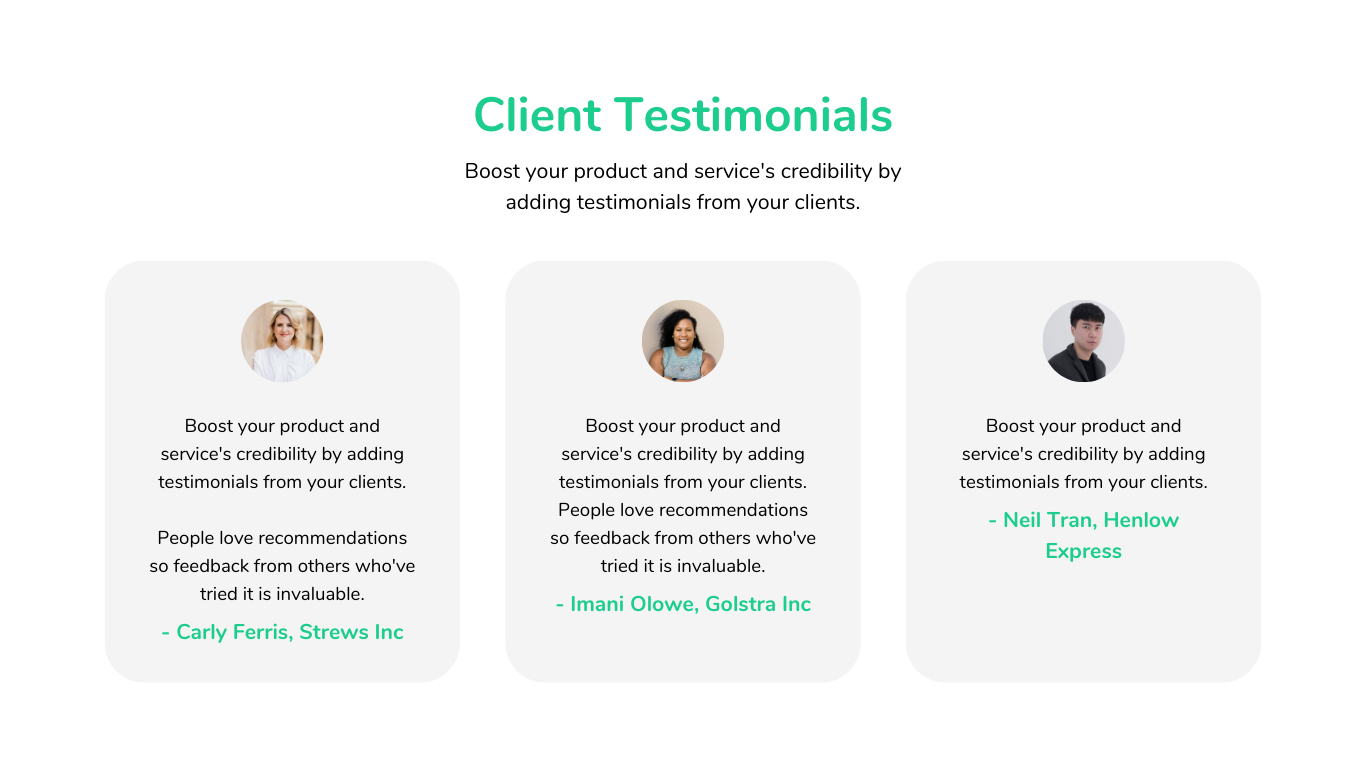 Client Testimonials
Boost your product and service's credibility by
adding testimonials from your clients.
Boost your product and
service's credibility by adding
testimonials from your clients.
People love recommendations
so feedback from others who've
tried it is invaluable.
- Carly Ferris, Strews Inc
Boost your product and
service's credibility by adding
testimonials from your clients.
People love recommendations
so feedback from others who've
tried it is invaluable.
- Imani Olowe, Golstra Inc
Boost your product and
service's credibility by adding
testimonials from your clients.
- Neil Tran, Henlow
Express